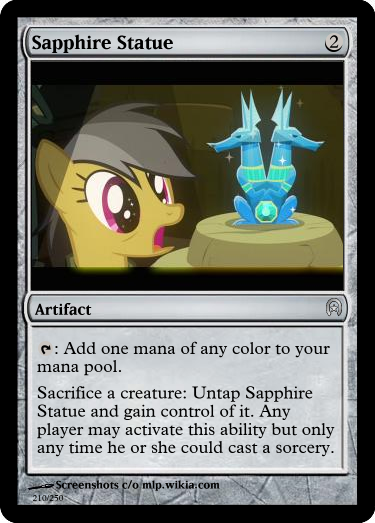 Sapphire Statue 2
Artifact
: Add one mana of any color to your
mana pool.
Sacrifice a creature: Untap Sapphire
Statue and gain control of it. Any
player may activate this ability but only
any time he or she could cast a sorcery.
Screenshots c/o mlp.wikia.com
210/250